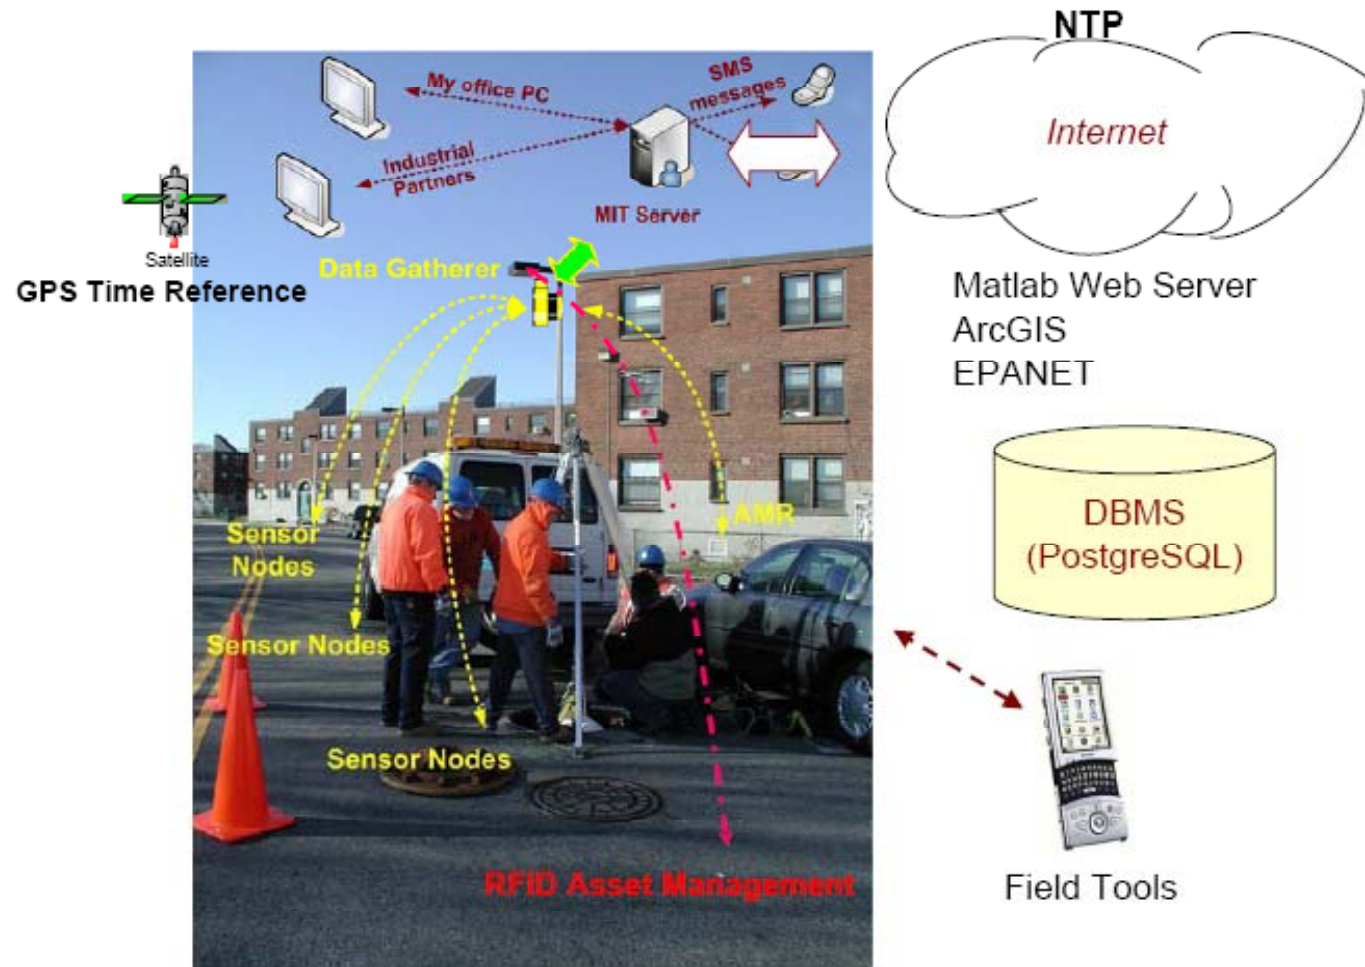 NTP
My office PC
SMS
messages
Internet
Industrial
Partners
MIT Server
Satellite
GPS Time Reference
Data Gatherer
Matlab Web Server
ArcGIS
EPANET
AMR
Sensor
Nodes
DBMS
(PostgreSQL)
Sensor Nodes
Sensor Nodes
RFID Asset Management
Field Tools